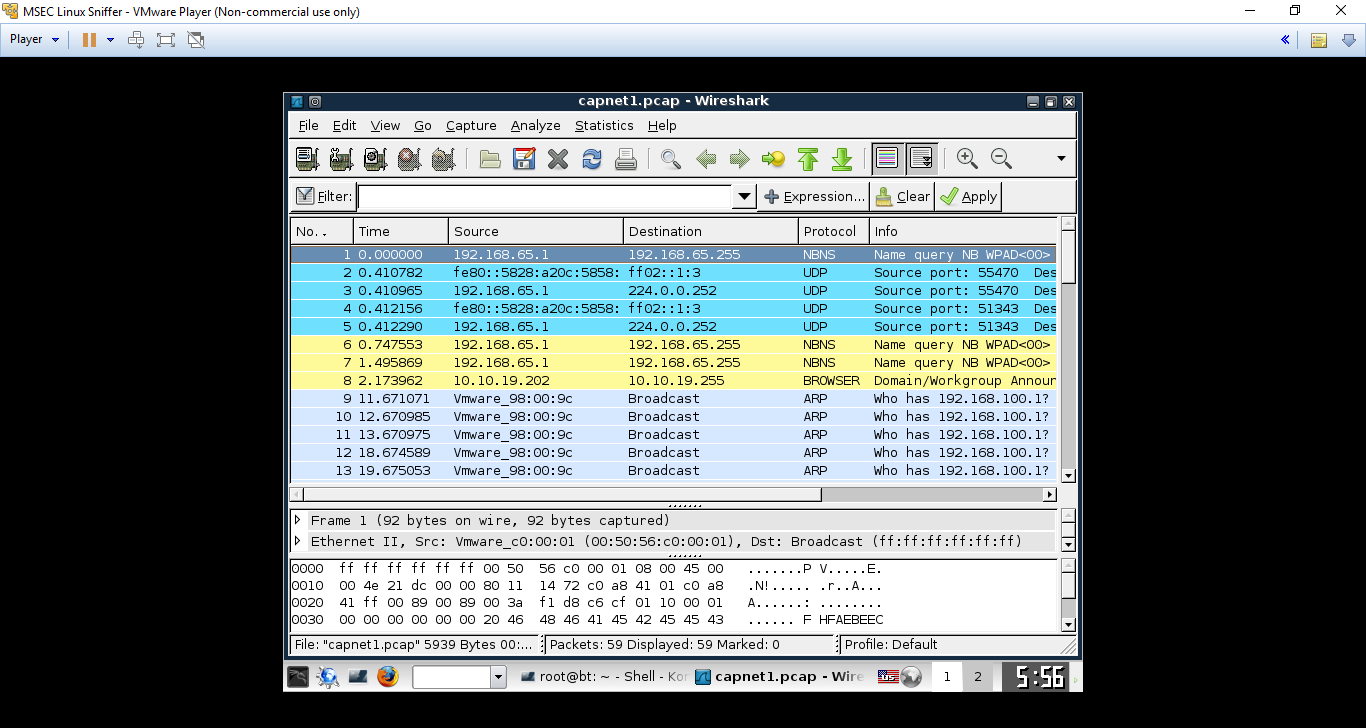 MSEC Linux Sniffer - VMware Player (Non-commercial use only)
Player
capnet1.pcap - Wireshark
File Edit View Go Capture Analyze Statistics Help
Filter: Expression... Clear Apply
No. . Time Source Destination Protocol Info
1 0.000000 192.168.65.1 192.168.65.255 NBNS Name query NB WPAD<00>
2 0.410782 fe80::5828:a20c:5858: ff02::1:3 UDP Source port: 55470 Des
3 0.410965 192.168.65.1 224.0.0.252 UDP Source port: 55470 Des
4 0.412156 fe80::5828:a20c:5858: ff02::1:3 UDP Source port: 51343 Des
5 0.412290 192.168.65.1 224.0.0.252 UDP Source port: 51343 Des
6 0.747553 192.168.65.1 192.168.65.255 NBNS Name query NB WPAD<00>
7 1.495869 192.168.65.1 192.168.65.255 NBNS Name query NB WPAD<00>
8 2.173962 10.10.19.202 10.10.19.255 BROWSER Domain/Workgroup Announ
9 11.671071 Vmware_98:00:9c Broadcast ARP Who has 192.168.100.1?
10 12.670985 Vmware_98:00:9c Broadcast ARP Who has 192.168.100.1?
11 13.670975 Vmware_98:00:9c Broadcast ARP Who has 192.168.100.1?
12 18.674589 Vmware_98:00:9c Broadcast ARP Who has 192.168.100.1?
13 19.675053 Vmware_98:00:9c Broadcast ARP Who has 192.168.100.1?
Frame 1 (92 bytes on wire, 92 bytes captured)
Ethernet II, Src: Vmware_c0:00:01 (00:50:56:c0:00:01), Dst: Broadcast (ff:ff:ff:ff:ff:ff)
0000 ff ff ff ff ff ff 00 50 56 c0 00 01 08 00 45 00 .......P V.....E.
0010 00 4e 21 dc 00 00 80 11 14 72 c0 a8 41 01 c0 a8 .N!..... .r..A...
0020 41 ff 00 89 00 89 00 3a f1 d8 c6 cf 01 10 00 01 A......: ........
0030 00 00 00 00 00 00 20 46 48 46 41 45 42 45 45 43 ...... F HFAEBEEC
File: "capnet1.pcap" 5939 Bytes 00:... Packets: 59 Displayed: 59 Marked: 0 Profile: Default
root@bt: ~ - Shell - Kon capnet1.pcap - Wire 1 2 5:56